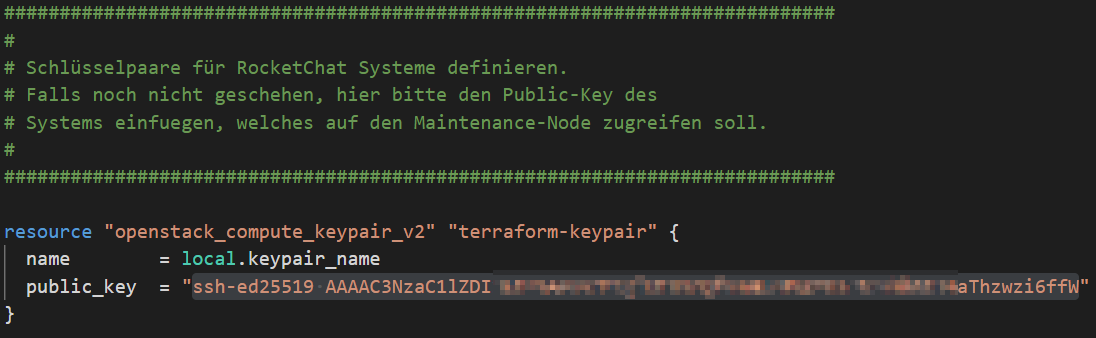 ###########################################################################
#
# Schlüsselpaare für RocketChat Systeme definieren.
# Falls noch nicht geschehen, hier bitte den Public-Key des
# Systems einfuegen, welches auf den Maintenance-Node zugreifen soll.
#
###########################################################################
resource "openstack_compute_keypair_v2" "terraform-keypair" {
name = local.keypair_name
public_key = "ssh-ed25519 AAAAC3NzaC1lZDI aThzwzi6ffW"
}